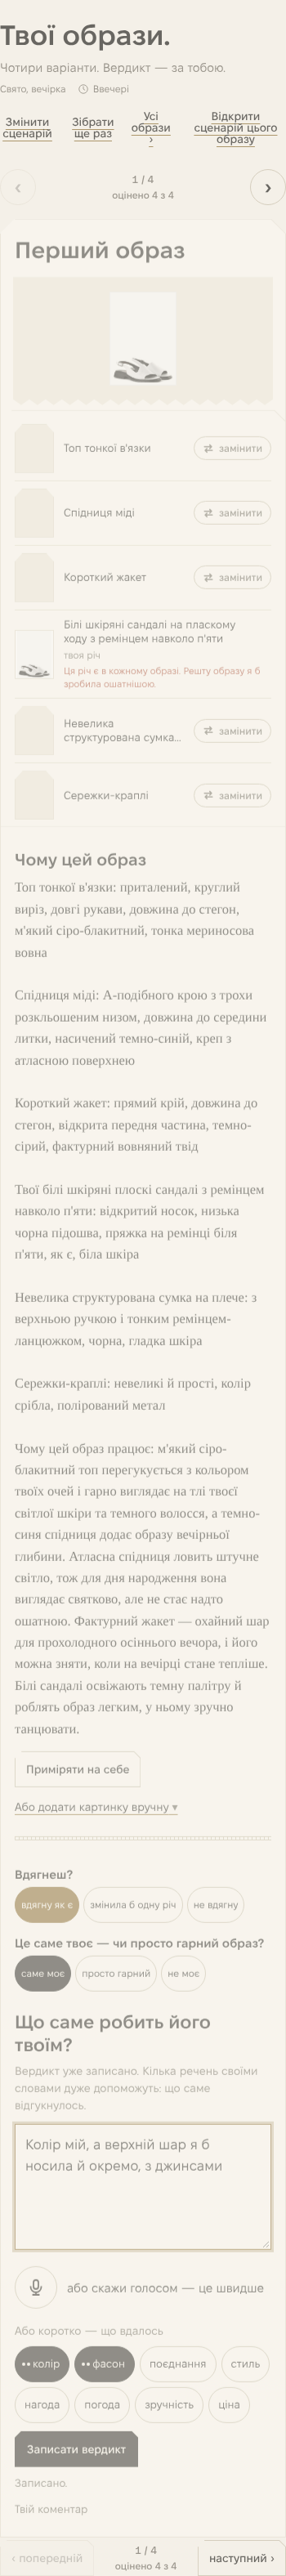 Твої образи.
Чотири варіанти. Вердикт — за тобою.
Свято, вечірка Ввечері
Змінити
сценарій
Зібрати
ще раз
Усі
образи
›
Відкрити
сценарій цього
образу
‹
1 / 4
оцінено 4 з 4
›
Перший образ
Топ тонкої в'язки
замінити
Спідниця міді
замінити
Короткий жакет
замінити
Білі шкіряні сандалі на пласкому
ходу з ремінцем навколо п'яти
твоя річ
Ця річ є в кожному образі. Решту образу я б
зробила ошатнішою.
Невелика
структурована сумка...
замінити
Сережки-краплі
замінити
Чому цей образ
Топ тонкої в'язки: приталений, круглий
виріз, довгі рукави, довжина до стегон,
м'який сіро-блакитний, тонка мериносова
вовна
Спідниця міді: А-подібного крою з трохи
розкльошеним низом, довжина до середини
литки, насичений темно-синій, креп з
атласною поверхнею
Короткий жакет: прямий крій, довжина до
стегон, відкрита передня частина, темно-
сірий, фактурний вовняний твід
Твої білі шкіряні плоскі сандалі з ремінцем
навколо п'яти: відкритий носок, низька
чорна підошва, пряжка на ремінці біля
п'яти, як є, біла шкіра
Невелика структурована сумка на плече: з
верхньою ручкою і тонким ремінцем-
ланцюжком, чорна, гладка шкіра
Сережки-краплі: невеликі й прості, колір
срібла, полірований метал
Чому цей образ працює: м'який сіро-
блакитний топ перегукується з кольором
твоїх очей і гарно виглядає на тлі твоєї
світлої шкіри та темного волосся, а темно-
синя спідниця додає образу вечірньої
глибини. Атласна спідниця ловить штучне
світло, тож для дня народження вона
виглядає святково, але не стає надто
ошатною. Фактурний жакет — охайний шар
для прохолодного осіннього вечора, і його
можна зняти, коли на вечірці стане тепліше.
Білі сандалі освіжають темну палітру й
роблять образ легким, у ньому зручно
танцювати.
Приміряти на себе
Або додати картинку вручну ▾
Вдягнеш?
вдягну як є
змінила б одну річ
не вдягну
Це саме твоє — чи просто гарний образ?
саме моє
просто гарний
не моє
Що саме робить його
твоїм?
Вердикт уже записано. Кілька речень своїми
словами дуже допоможуть: що саме
відгукнулось.
Колір мій, а верхній шар я б
носила й окремо, з джинсами
або скажи голосом — це швидше
Або коротко — що вдалось
•• колір
•• фасон
поєднання
стиль
нагода
погода
зручність
ціна
Записати вердикт
Записано.
Твій коментар
‹ попередній
1 / 4
оцінено 4 з 4
наступний ›